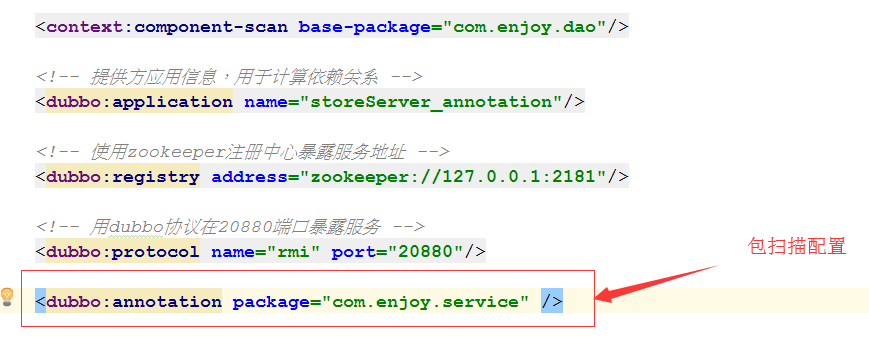 <context:component-scan base-package="com.enjoy.dao"/>
<!-- 提供方应用信息，用于计算依赖关系 -->
<dubbo:application name="storeServer_annotation"/>
<!-- 使用zookeeper注册中心暴露服务地址 -->
<dubbo:registry address="zookeeper://127.0.0.1:2181"/>
<!-- 用dubbo协议在20880端口暴露服务 -->
<dubbo:protocol name="rmi" port="20880"/>
包扫描配置
<dubbo:annotation package="com.enjoy.service" />